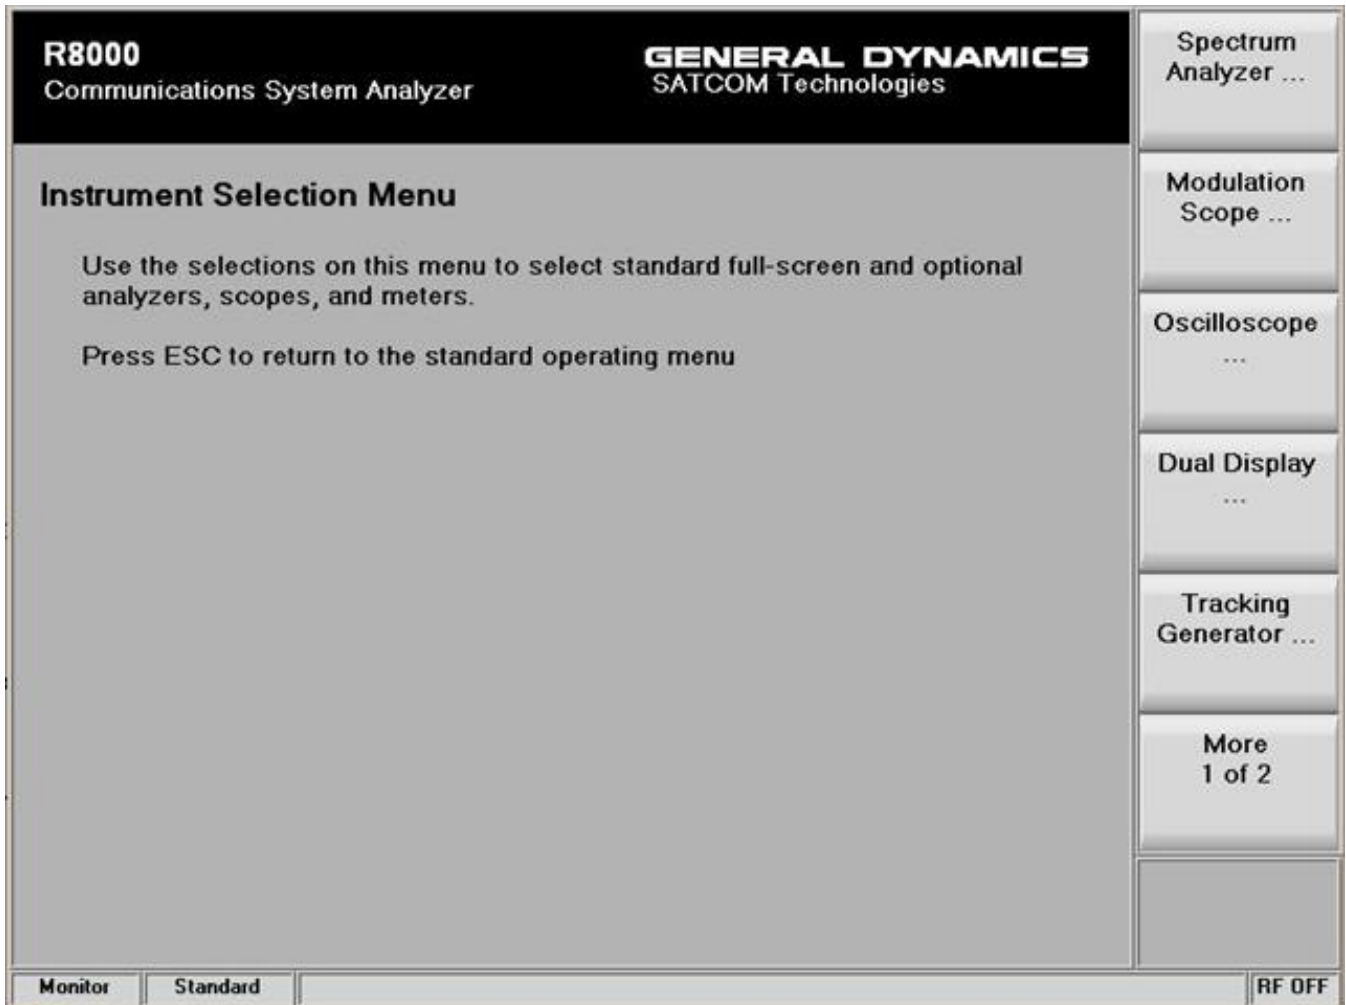 R8000
Communications System Analyzer
GENERAL DYNAMICS
SATCOM Technologies
Instrument Selection Menu
Use the selections on this menu to select standard full-screen and optional
analyzers, scopes, and meters.
Press ESC to return to the standard operating menu
Spectrum
Analyzer ...
Modulation
Scope ...
Oscilloscope
...
Dual Display
...
Tracking
Generator ...
More
1 of 2
Monitor
Standard
RF OFF